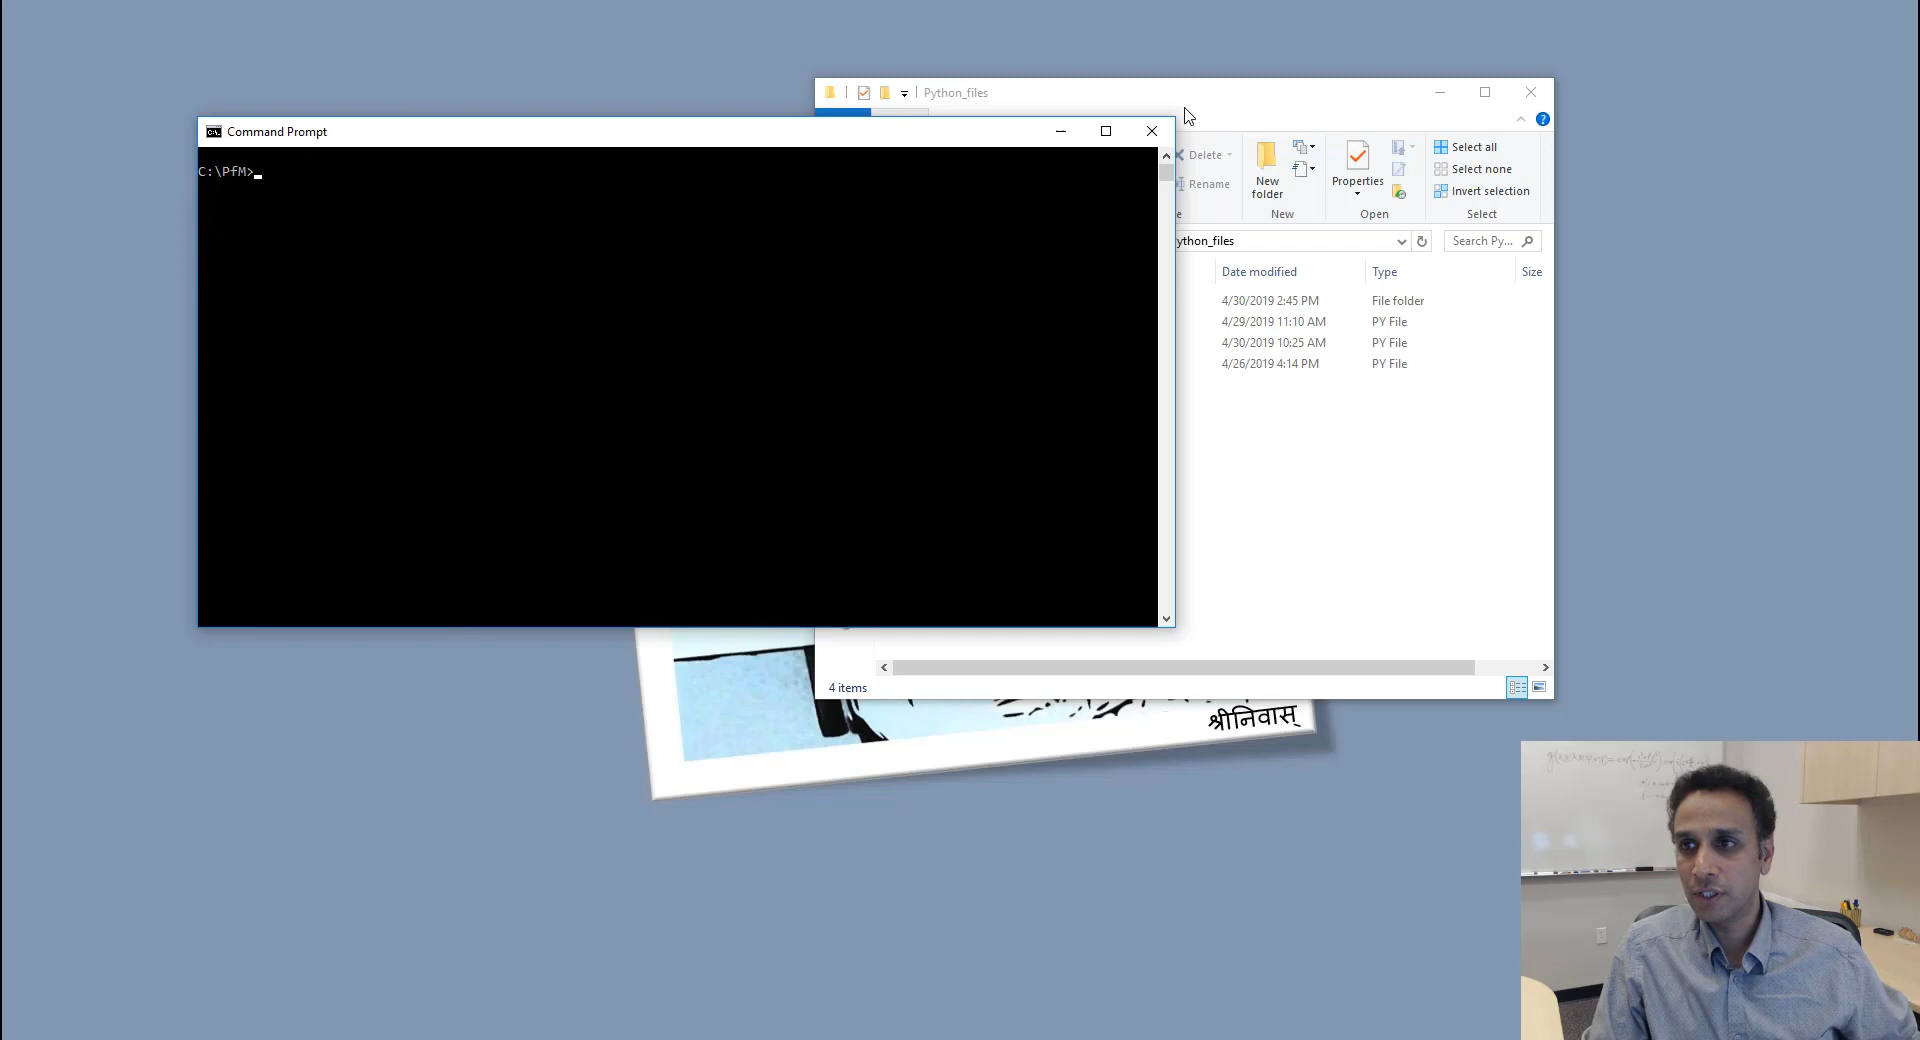 Python_files
Command Prompt
C:\PfM>
Delete
Rename
New
folder
New
Properties
Open
Select all
Select none
Invert selection
Select
ython_files
Search Py...
Date modified
Type
Size
4/30/2019 2:45 PM
File folder
4/29/2019 11:10 AM
PY File
4/30/2019 10:25 AM
PY File
4/26/2019 4:14 PM
PY File
4 items
श्रीनिवास्